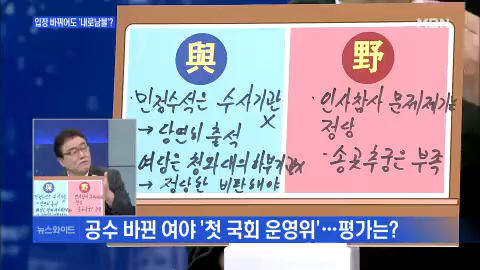 입장 바뀌어도 '내로남불'?
MBN
與
·민정수석은 수사기관 X
→ 당연히 출석
여당은 청와대의 하부기관 X
→ 정당한 비판해야
野
·인사참사 문제제기는
정당
·송곳추궁은 부족
뉴스와이드
공수 바뀐 여야 '첫 국회 운영위'…평가는?